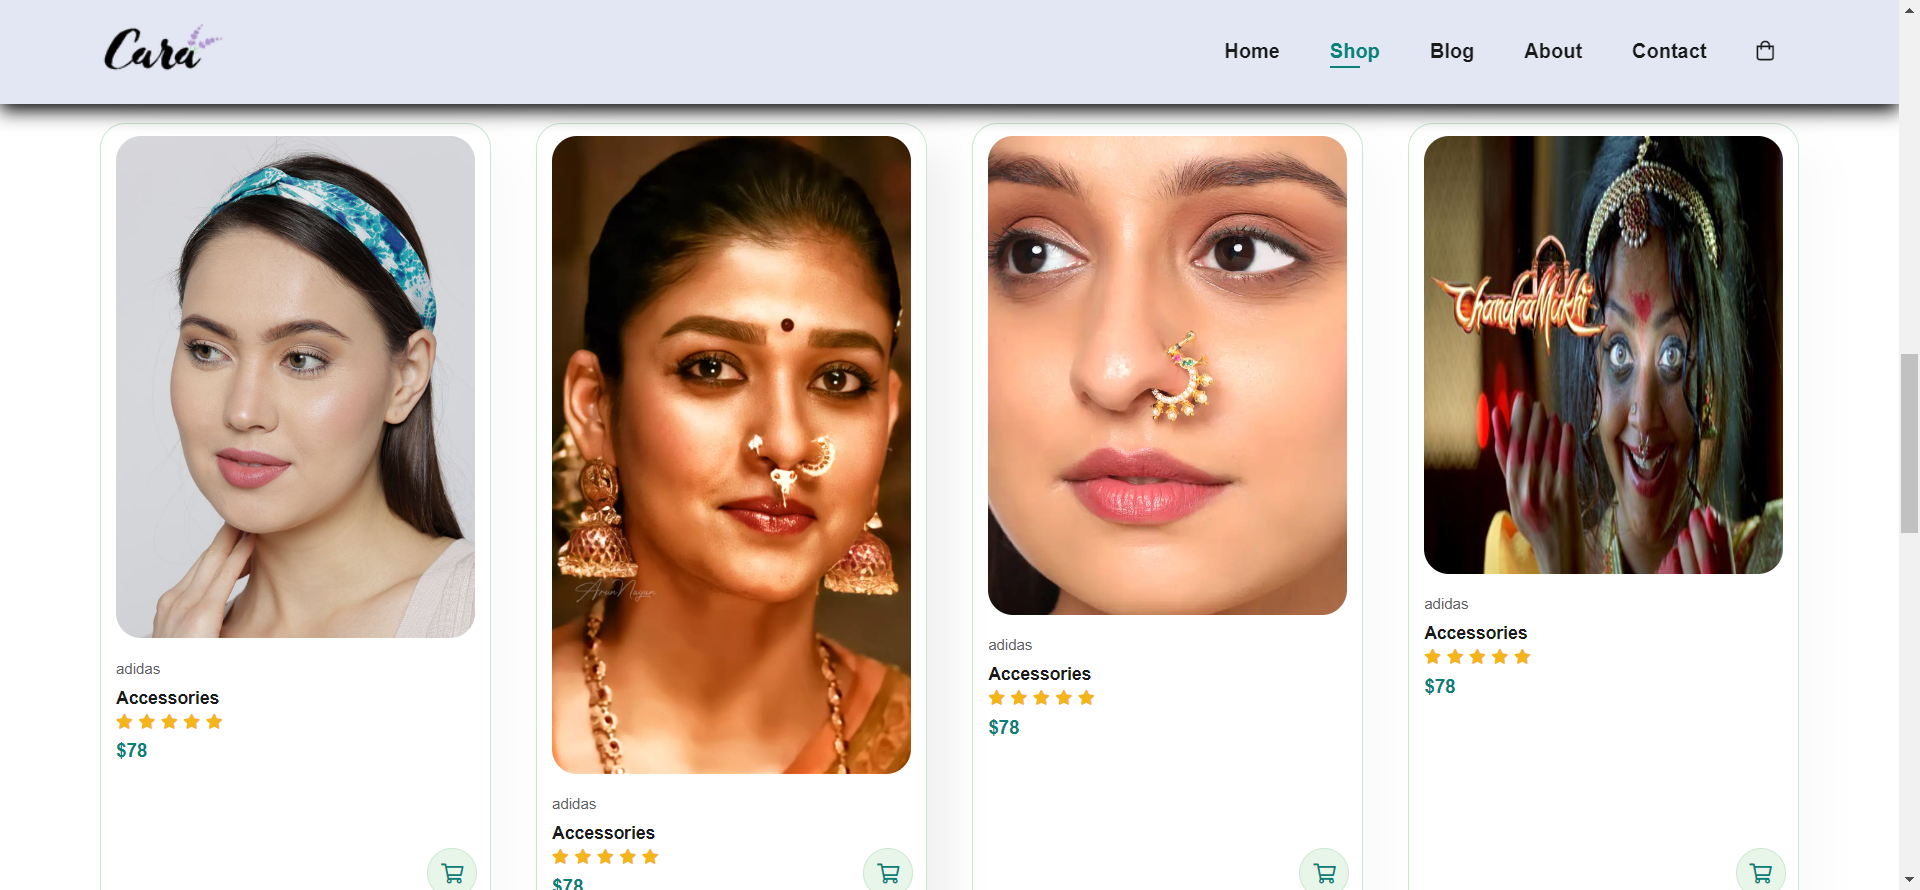 Cara
Home Shop Blog About Contact
ChandraMukhi
ArunNayan
adidas
Accessories
$78
adidas
Accessories
$78
adidas
Accessories
$78
adidas
Accessories
$78